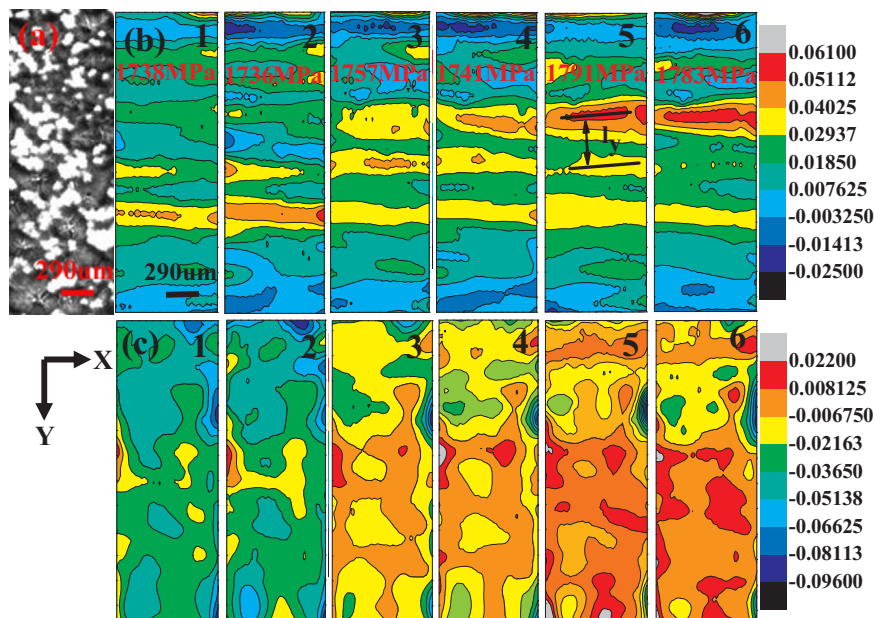 (a)
290um
(b)
1 2 3 4 5 6
1738MPa 1736MPa 1757MPa 1741MPa 1791MPa 1783MPa
l_y
290um
0.06100
0.05112
0.04025
0.02937
0.01850
0.007625
-0.003250
-0.01413
-0.02500
(c)
1 2 3 4 5 6
X
Y
0.02200
0.008125
-0.006750
-0.02163
-0.03650
-0.05138
-0.06625
-0.08113
-0.09600